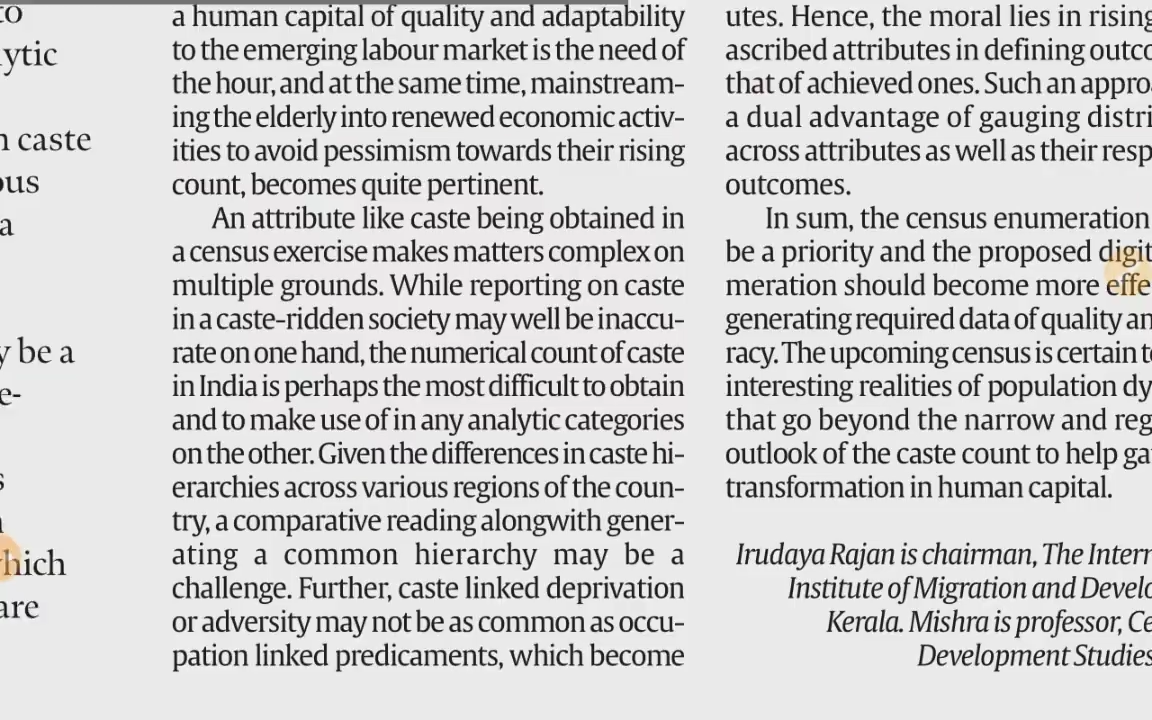 to
lytic
n caste
ous
a
y be a
e-
s
which
are
a human capital of quality and adaptability
to the emerging labour market is the need of
the hour, and at the same time, mainstream-
ing the elderly into renewed economic activ-
ities to avoid pessimism towards their rising
count, becomes quite pertinent.
An attribute like caste being obtained in
a census exercise makes matters complex on
multiple grounds. While reporting on caste
in a caste-ridden society may well be inaccu-
rate on one hand, the numerical count of caste
in India is perhaps the most difficult to obtain
and to make use of in any analytic categories
on the other. Given the differences in caste hi-
erarchies across various regions of the coun-
try, a comparative reading alongwith gener-
ating a common hierarchy may be a
challenge. Further, caste linked deprivation
or adversity may not be as common as occu-
pation linked predicaments, which become
utes. Hence, the moral lies in rising
ascribed attributes in defining outco
that of achieved ones. Such an appro
a dual advantage of gauging distri
across attributes as well as their resp
outcomes.
In sum, the census enumeration
be a priority and the proposed digit
meration should become more effe
generating required data of quality an
racy. The upcoming census is certain to
interesting realities of population dy
that go beyond the narrow and reg
outlook of the caste count to help ga
transformation in human capital.
Irudaya Rajan is chairman, The Intern
Institute of Migration and Develo
Kerala. Mishra is professor, Ce
Development Studies